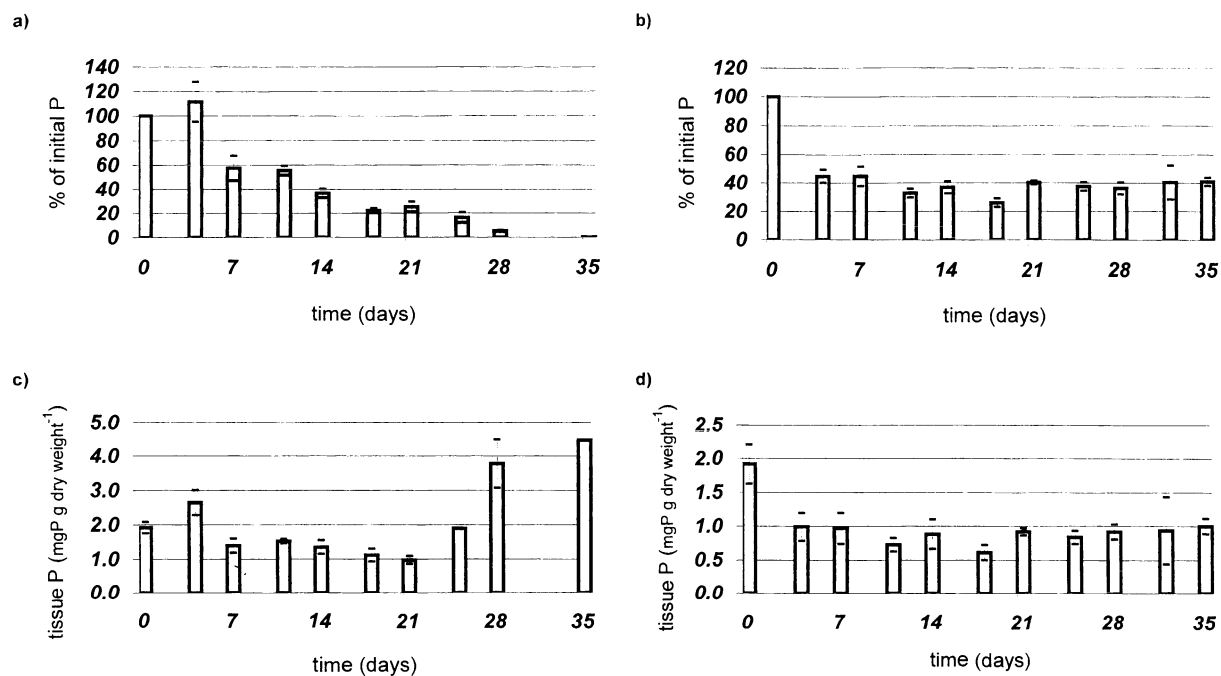 a)
% of initial P
140
120
100
80
60
40
20
0
0 7 14 21 28 35
time (days)
b)
% of initial P
120
100
80
60
40
20
0
0 7 14 21 28 35
time (days)
c)
tissue P (mgP g dry weight⁻¹)
5.0
4.0
3.0
2.0
1.0
0.0
0 7 14 21 28 35
time (days)
d)
tissue P (mgP g dry weight⁻¹)
2.5
2.0
1.5
1.0
0.5
0.0
0 7 14 21 28 35
time (days)